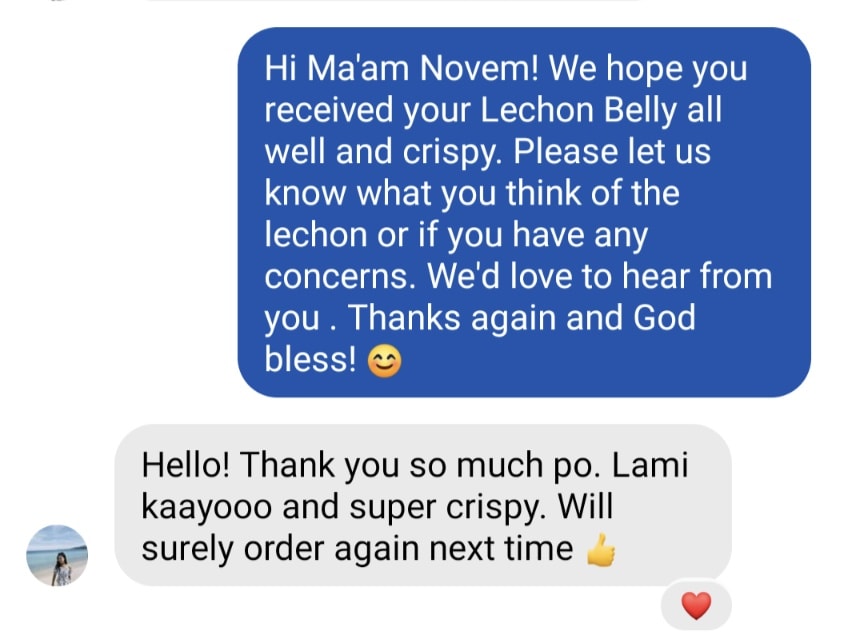 Hi Ma'am Novem! We hope you
received your Lechon Belly all
well and crispy. Please let us
know what you think of the
lechon or if you have any
concerns. We'd love to hear from
you . Thanks again and God
bless! 😊
Hello! Thank you so much po. Lami
kaayooo and super crispy. Will
surely order again next time 👍
❤️